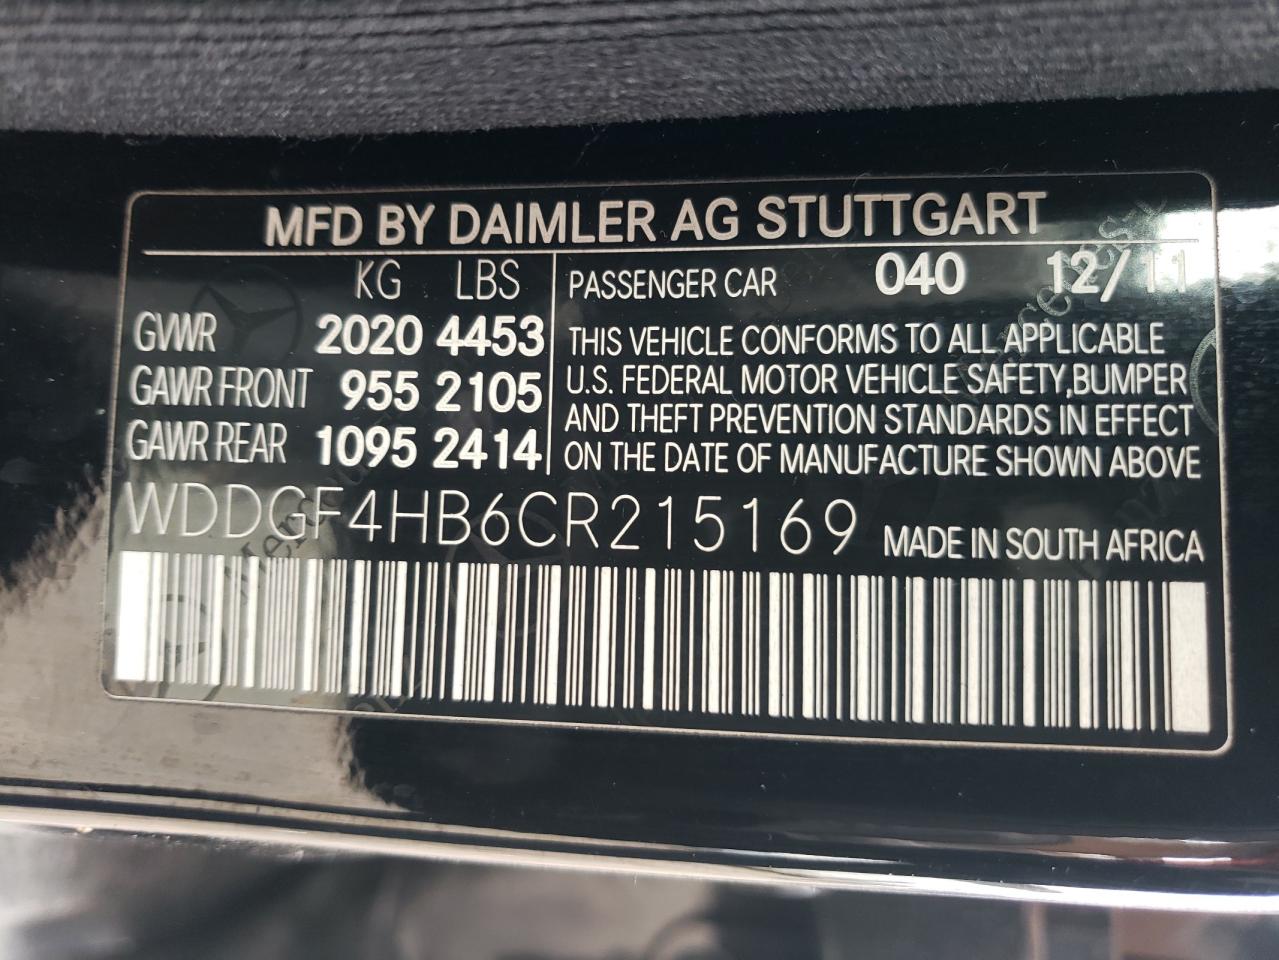 MFD BY DAIMLER AG STUTTGART
KG LBS
GVWR 2020 4453
GAWR FRONT 955 2105
GAWR REAR 1095 2414
PASSENGER CAR 040 12/11
THIS VEHICLE CONFORMS TO ALL APPLICABLE
U.S. FEDERAL MOTOR VEHICLE SAFETY,BUMPER
AND THEFT PREVENTION STANDARDS IN EFFECT
ON THE DATE OF MANUFACTURE SHOWN ABOVE
WDDGF4HB6CR215169 MADE IN SOUTH AFRICA